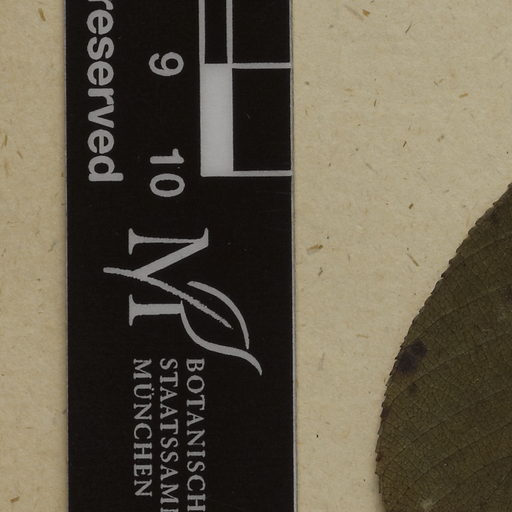 reserved
9
10
M
BOTANISCH
STAATSSAM
MÜNCHEN